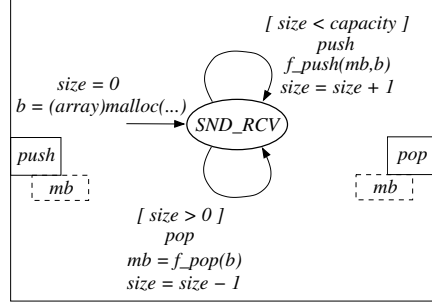 [ size < capacity ]
push
f_push(mb,b)
size = size + 1
size = 0
b = (array)malloc(...)
SND_RCV
push
mb
pop
mb
[ size > 0 ]
pop
mb = f_pop(b)
size = size − 1